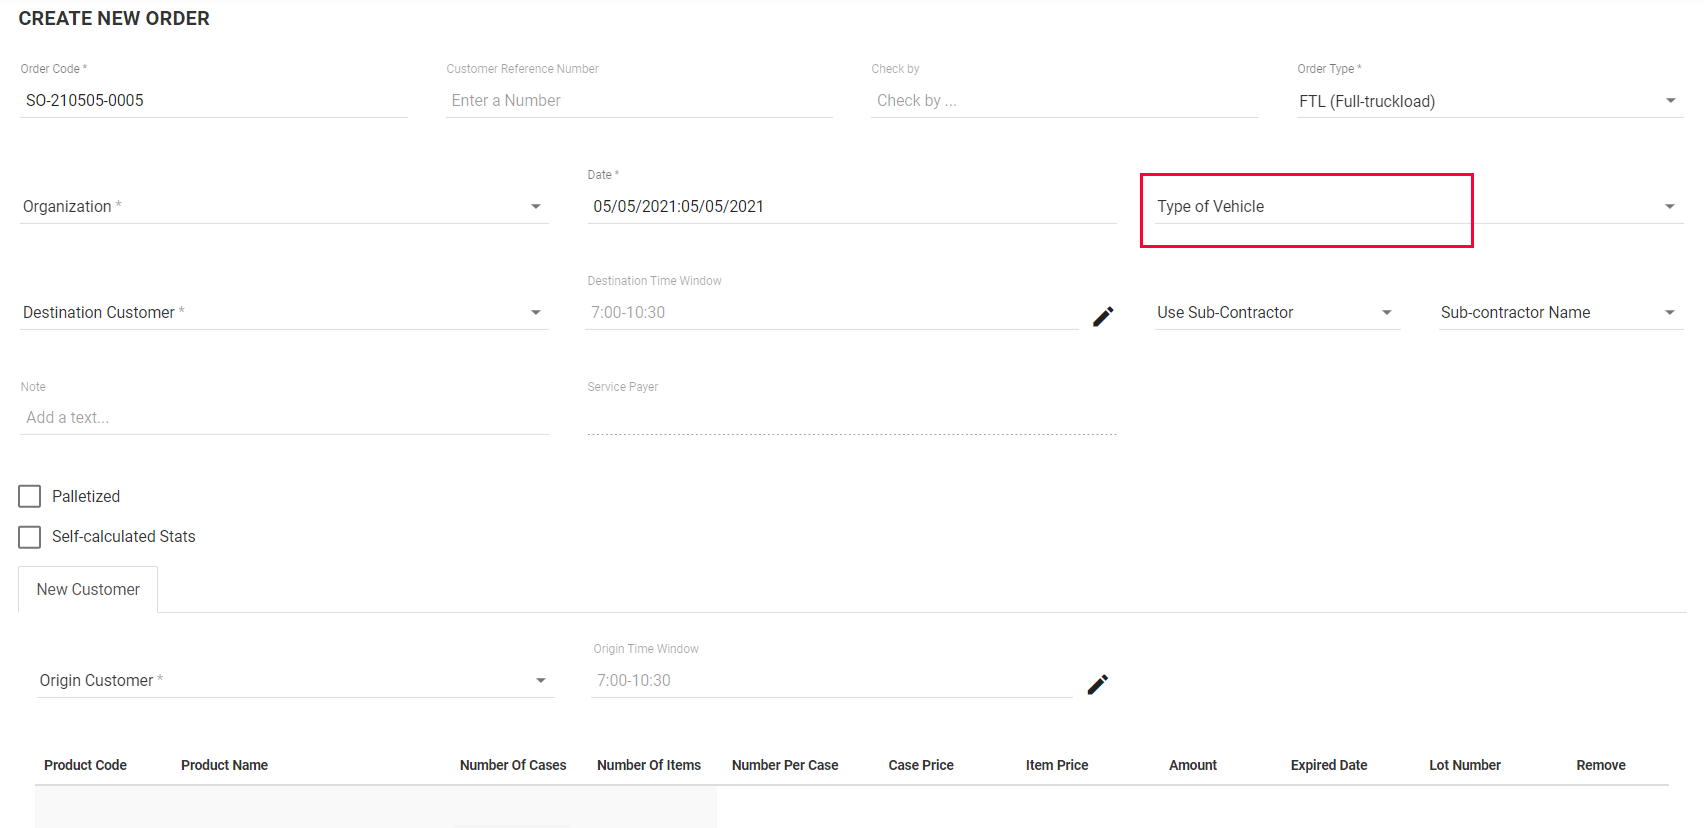 CREATE NEW ORDER
Order Code * Customer Reference Number Check by Order Type *
SO-210505-0005 Enter a Number Check by ... FTL (Full-truckload)
Date *
Organization * 05/05/2021:05/05/2021 Type of Vehicle
Destination Time Window
Destination Customer * 7:00-10:30 Use Sub-Contractor Sub-contractor Name
Note Service Payer
Add a text...
Palletized
Self-calculated Stats
New Customer
Origin Time Window
Origin Customer * 7:00-10:30
Product Code Product Name Number Of Cases Number Of Items Number Per Case Case Price Item Price Amount Expired Date Lot Number Remove